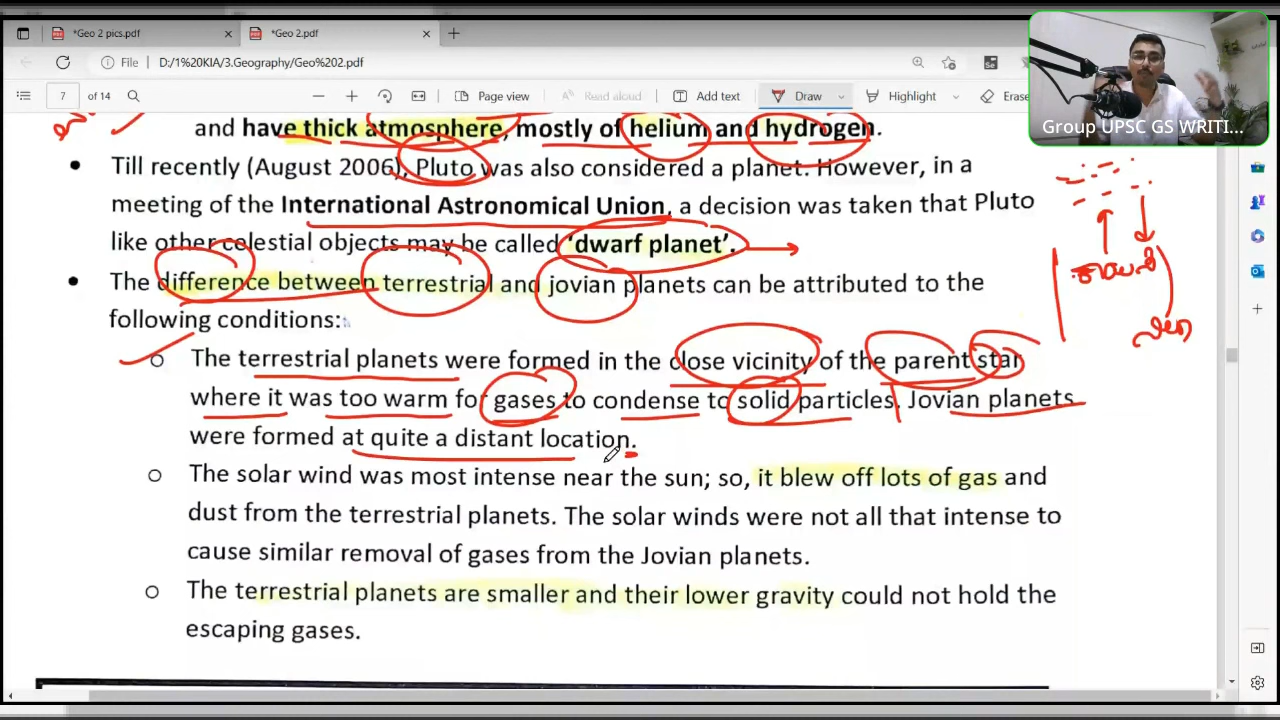 *Geo 2 pics.pdf
*Geo 2.pdf
File D:/1%20KIA/3.Geography/Geo%202.pdf
7 of 14 Page view Read aloud Add text Draw Highlight Erase
Group UPSC GS WRITI...
and have thick atmosphere, mostly of helium and hydrogen.
• Till recently (August 2006), Pluto was also considered a planet. However, in a
meeting of the International Astronomical Union, a decision was taken that Pluto
like other celestial objects may be called 'dwarf planet'.
• The difference between terrestrial and jovian planets can be attributed to the
following conditions:
o The terrestrial planets were formed in the close vicinity of the parent star
where it was too warm for gases to condense to solid particles. Jovian planets
were formed at quite a distant location.
o The solar wind was most intense near the sun; so, it blew off lots of gas and
dust from the terrestrial planets. The solar winds were not all that intense to
cause similar removal of gases from the Jovian planets.
o The terrestrial planets are smaller and their lower gravity could not hold the
escaping gases.